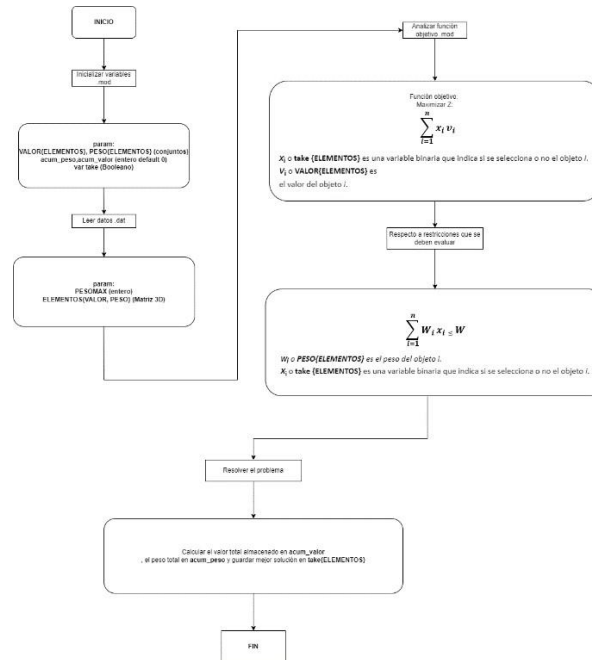 INICIO
Inicializar variables
.mod
param:
VALOR{ELEMENTOS}, PESO{ELEMENTOS} (conjuntos)
acum_peso,acum_valor (entero default 0)
var take (Booleano)
Leer datos .dat
param:
PESOMAX (entero)
ELEMENTOS{VALOR, PESO} (Matriz 3D)
Analizar función
objetivo .mod
Función objetivo:
Maximizar Z:
n
∑ xᵢ vᵢ
i=1
Xᵢ o take {ELEMENTOS} es una variable binaria que indica si se selecciona o no el objeto i.
Vᵢ o VALOR{ELEMENTOS} es
el valor del objeto i.
Respecto a restricciones que se
deben evaluar
n
∑ Wᵢ xᵢ ≤ W
i=1
Wᵢ o PESO{ELEMENTOS} es el peso del objeto i.
Xᵢ o take {ELEMENTOS} es una variable binaria que indica si se selecciona o no el objeto i.
Resolver el problema
Calcular el valor total almacenado en acum_valor
, el peso total en acum_peso y guardar mejor solución en take{ELEMENTOS}
FIN